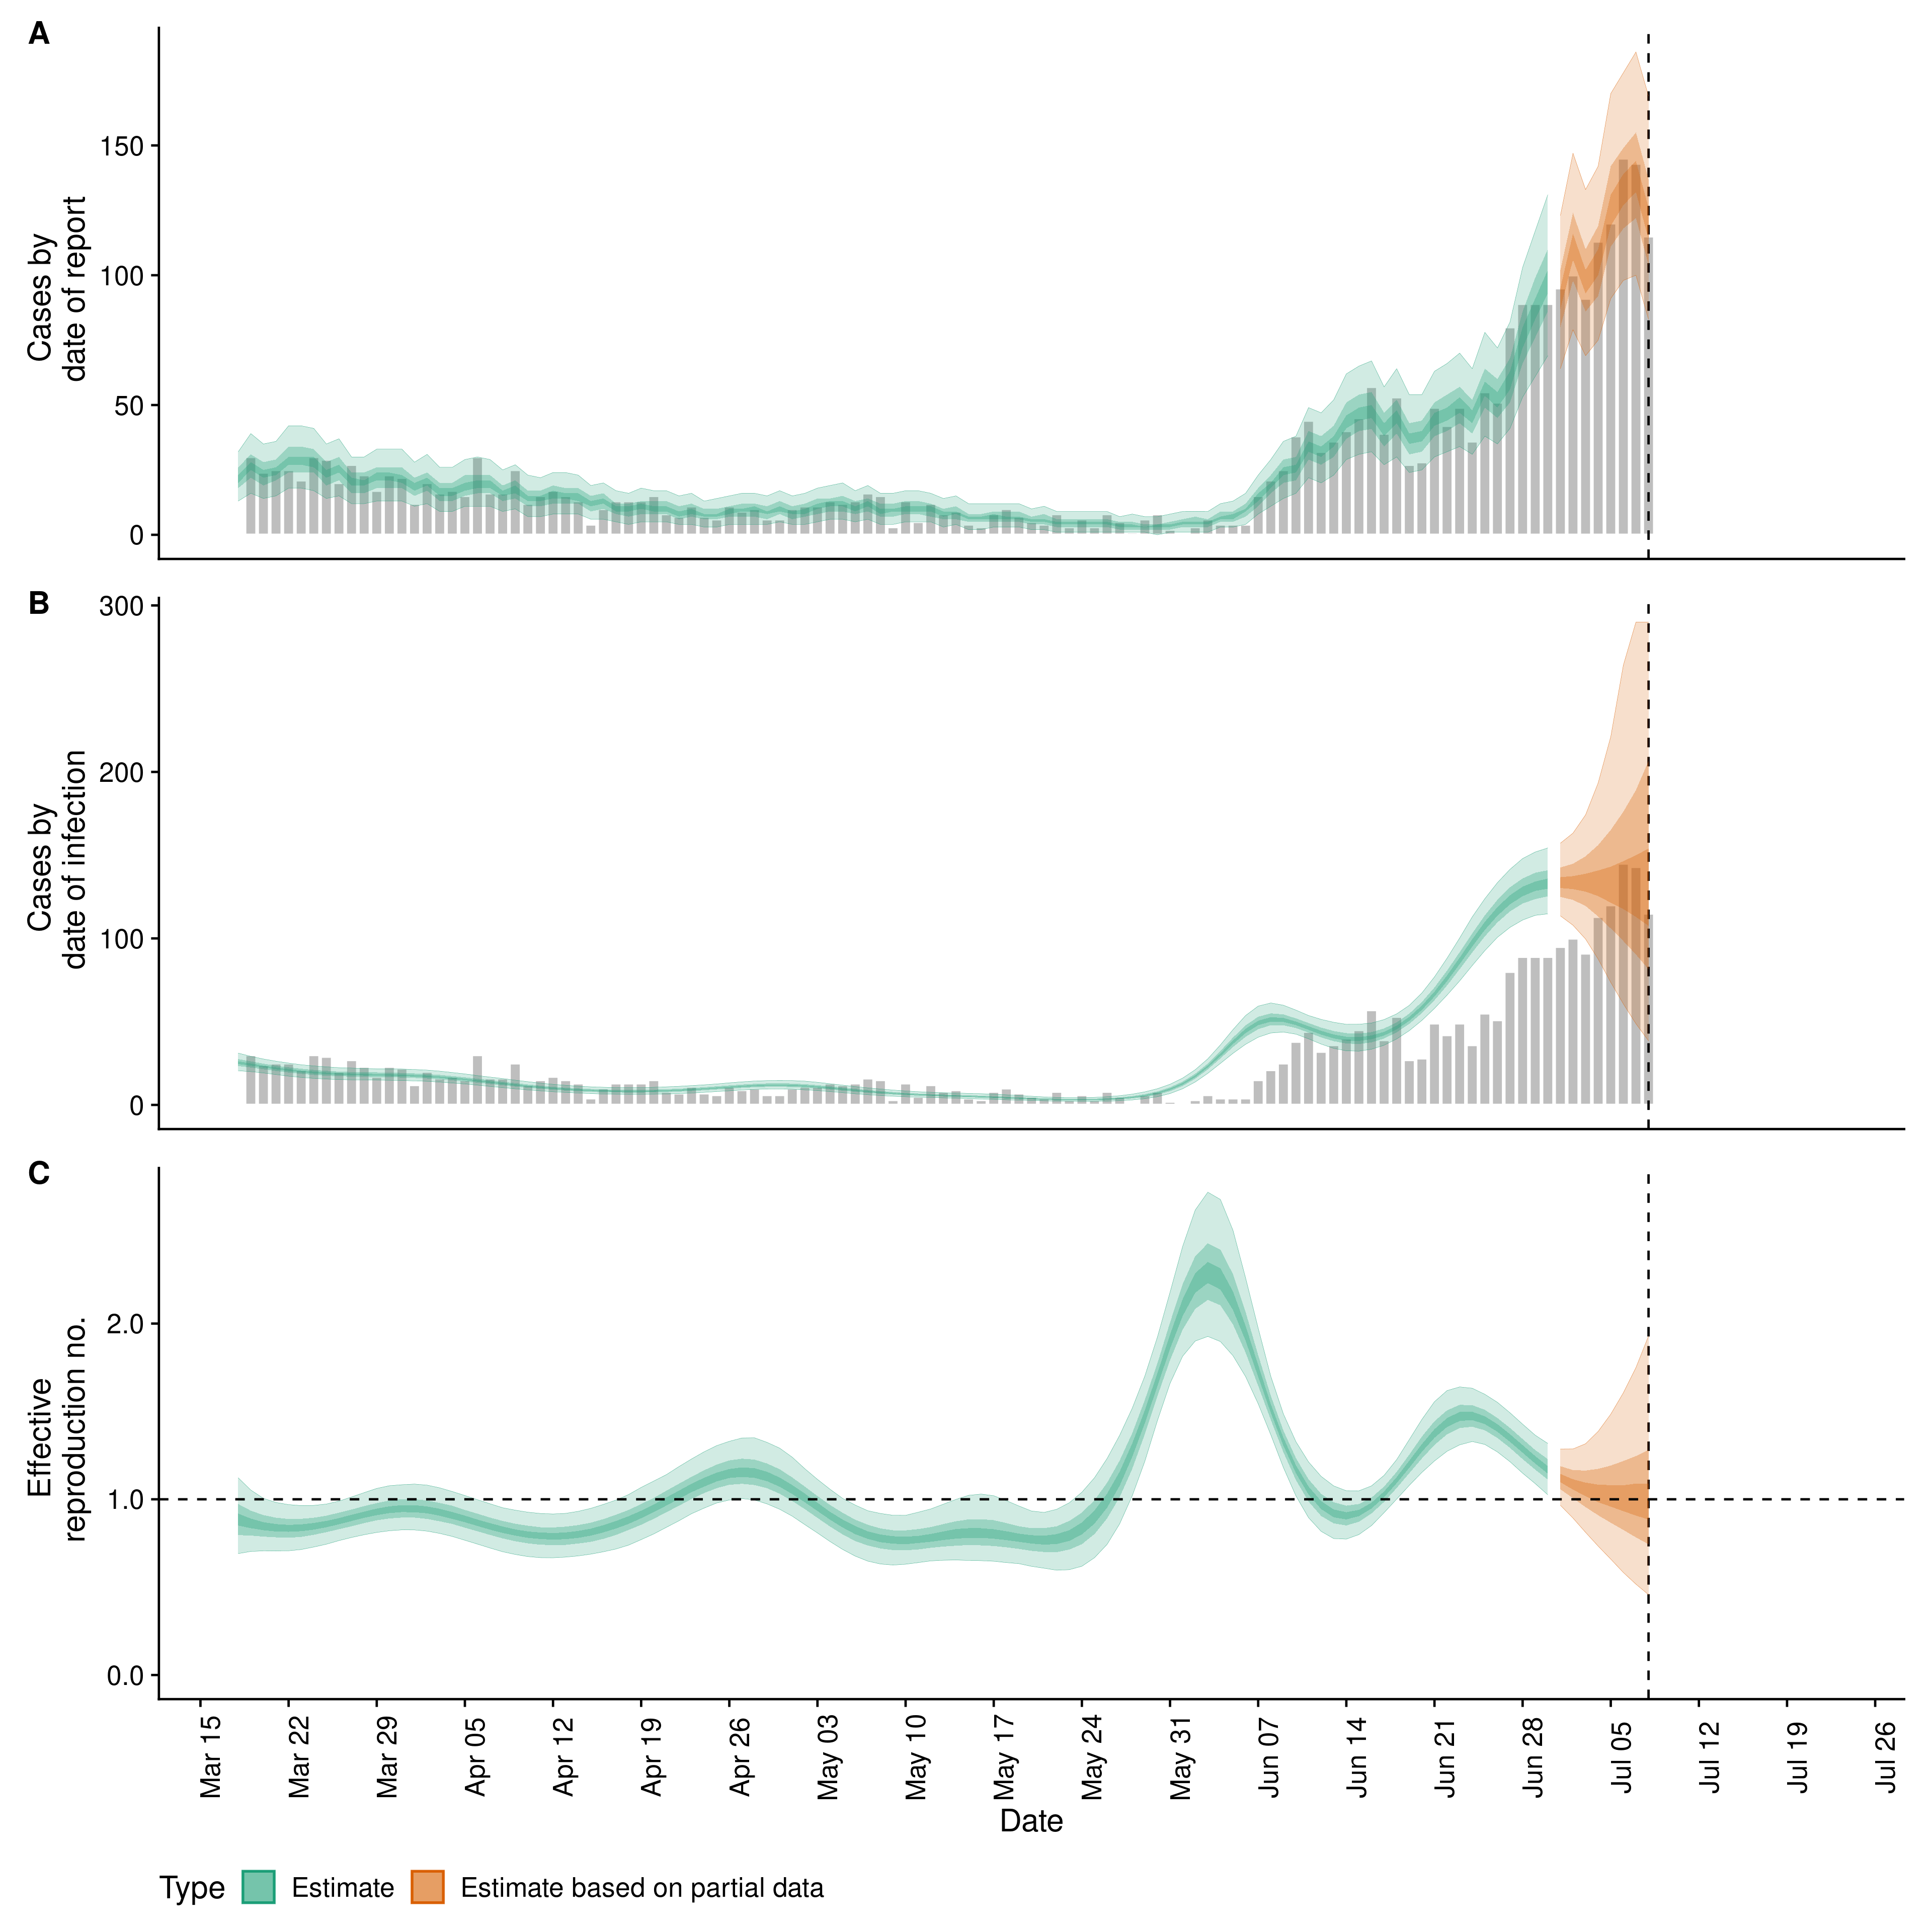 A
Cases by
date of report
150
100
50
0
B
Cases by
date of infection
300
200
100
0
C
Effective
reproduction no.
2.0
1.0
0.0
Mar 15
Mar 22
Mar 29
Apr 05
Apr 12
Apr 19
Apr 26
May 03
May 10
May 17
May 24
May 31
Jun 07
Jun 14
Jun 21
Jun 28
Jul 05
Jul 12
Jul 19
Jul 26
Date
Type Estimate Estimate based on partial data